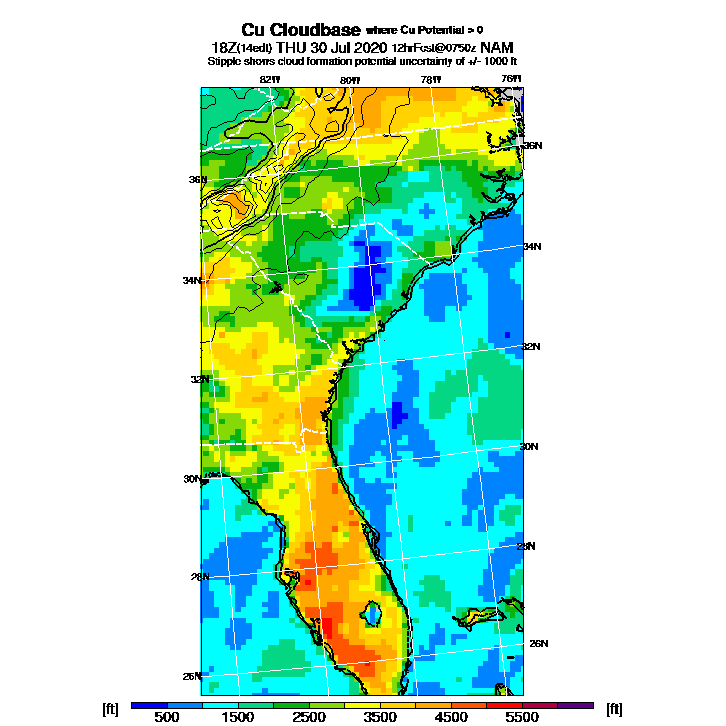 Cu Cloudbase where Cu Potential > 0
18Z(14edt) THU 30 Jul 2020 12hrFcst@0750z NAM
Stipple shows cloud formation potential uncertainty of +/- 1000 ft
82W 80W 78W 76W
36N
36N
34N
34N
32N
32N
30N
30N
28N
28N
26N
26N
[ft] 500 1500 2500 3500 4500 5500 [ft]